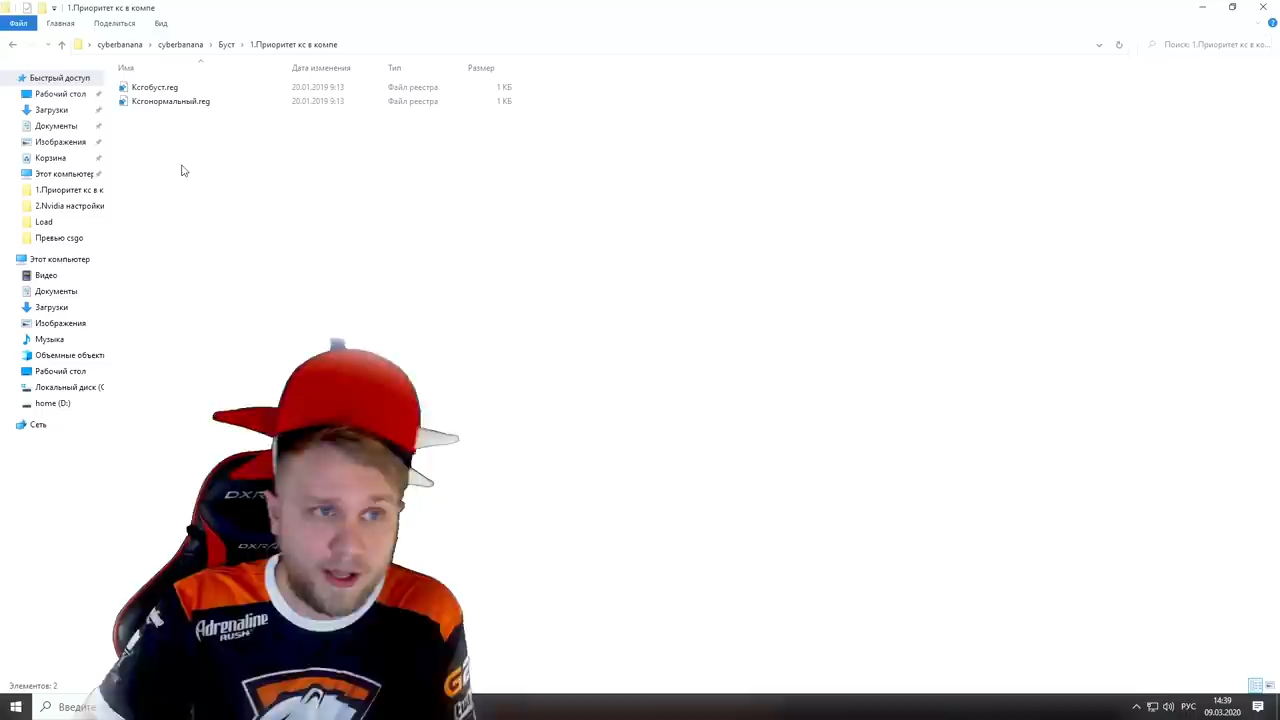 1.Приоритет кс в компе
Файл
Главная
Поделиться
Вид
cyberbanana
cyberbanana
Буст
1.Приоритет кс в компе
Поиск: 1.Приоритет кс в ко...
Имя
Дата изменения
Тип
Размер
Ксгобуст.reg
20.01.2019 9:13
Файл реестра
1 КБ
Ксгонормальный.reg
20.01.2019 9:13
Файл реестра
1 КБ
Быстрый доступ
Рабочий стол
Загрузки
Документы
Изображения
Корзина
Этот компьютер
1.Приоритет кс в к
2.Nvidia настройки
Load
Превью csgo
Этот компьютер
Видео
Документы
Загрузки
Изображения
Музыка
Объемные объект
Рабочий стол
Локальный диск (C
home (D:)
Сеть
DXR
DXR
Adrenaline
RUSH
Элементов: 2
Введите
РУС
14:39
09.03.2020